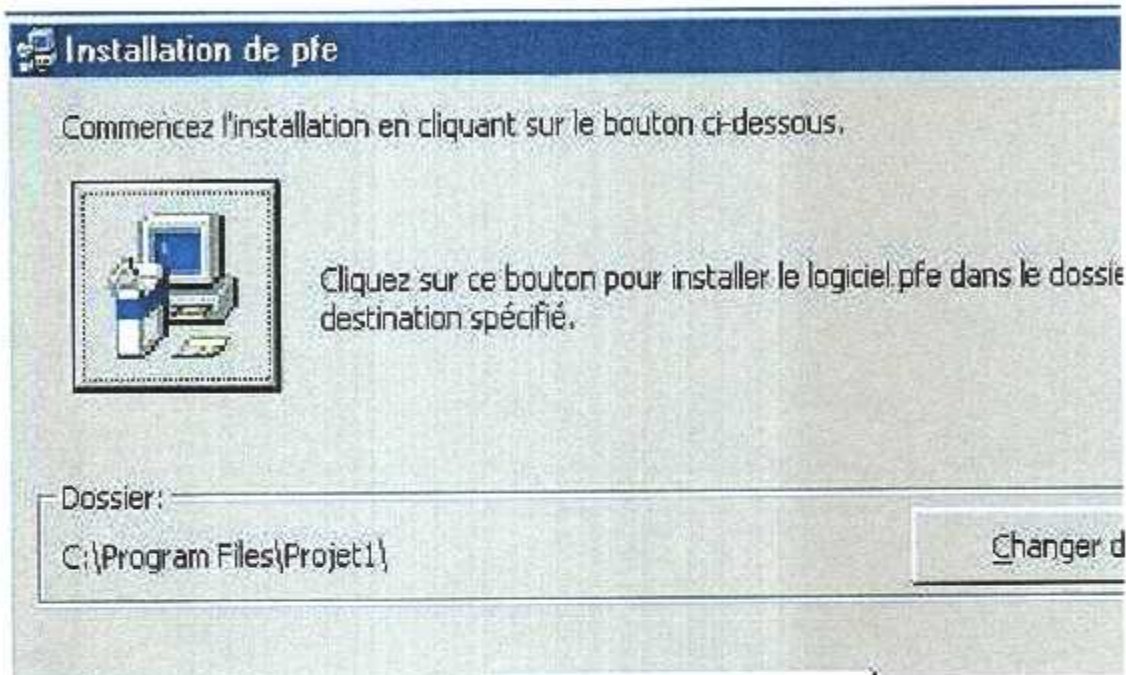 Installation de pfe
Commencez l'installation en cliquant sur le bouton ci-dessous.
Cliquez sur ce bouton pour installer le logiciel pfe dans le dossie
destination spécifié.
Dossier:
C:\Program Files\Projet1\
Changer d